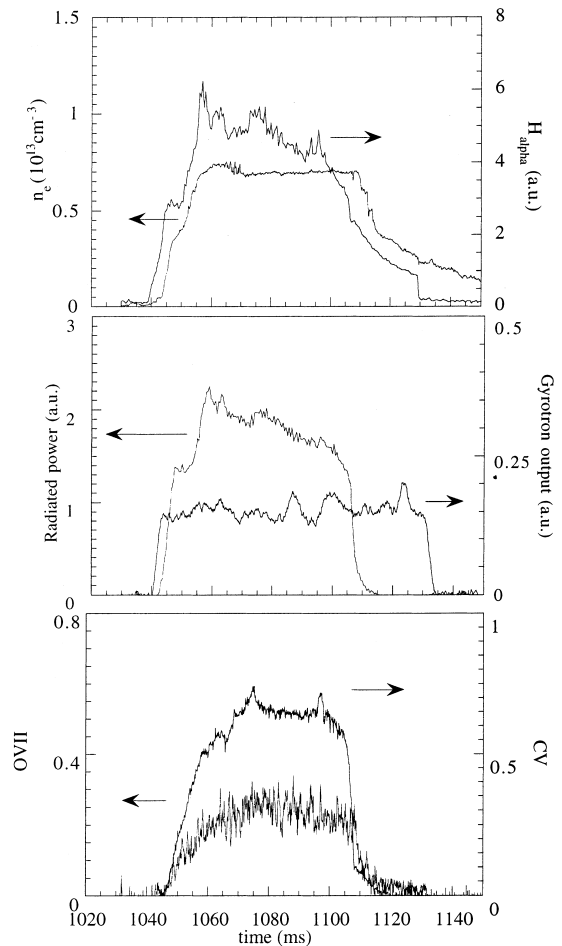 1.5
1
0.5
0
n_e (10^13 cm^-3)
8
6
4
2
0
H_alpha (a.u.)
3
2
1
0
Radiated power (a.u.)
0.5
0.25
0
Gyrotron output (a.u.)
0.8
0.4
0
OVII
1
0.5
0
CV
1020 1040 1060 1080 1100 1120 1140
time (ms)